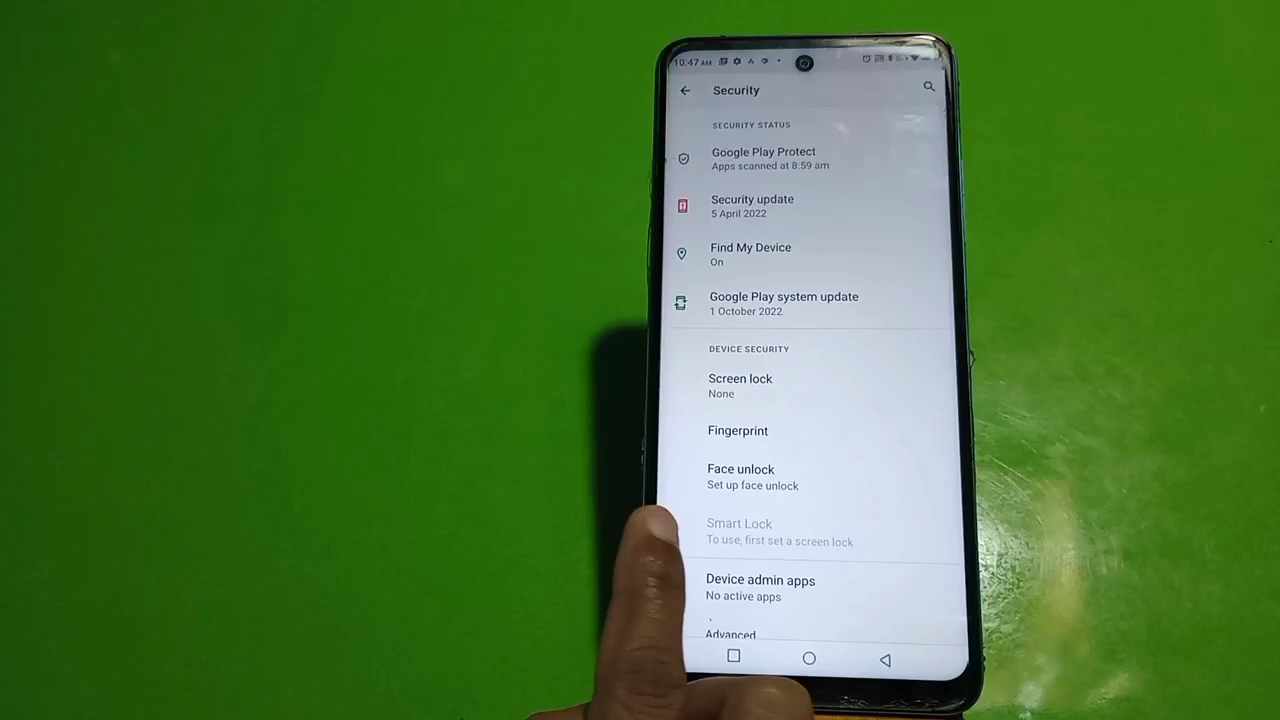 10:47 AM
Security
SECURITY STATUS
Google Play Protect
Apps scanned at 8:59 am
Security update
5 April 2022
Find My Device
On
Google Play system update
1 October 2022
DEVICE SECURITY
Screen lock
None
Fingerprint
Face unlock
Set up face unlock
Smart Lock
To use, first set a screen lock
Device admin apps
No active apps
Advanced